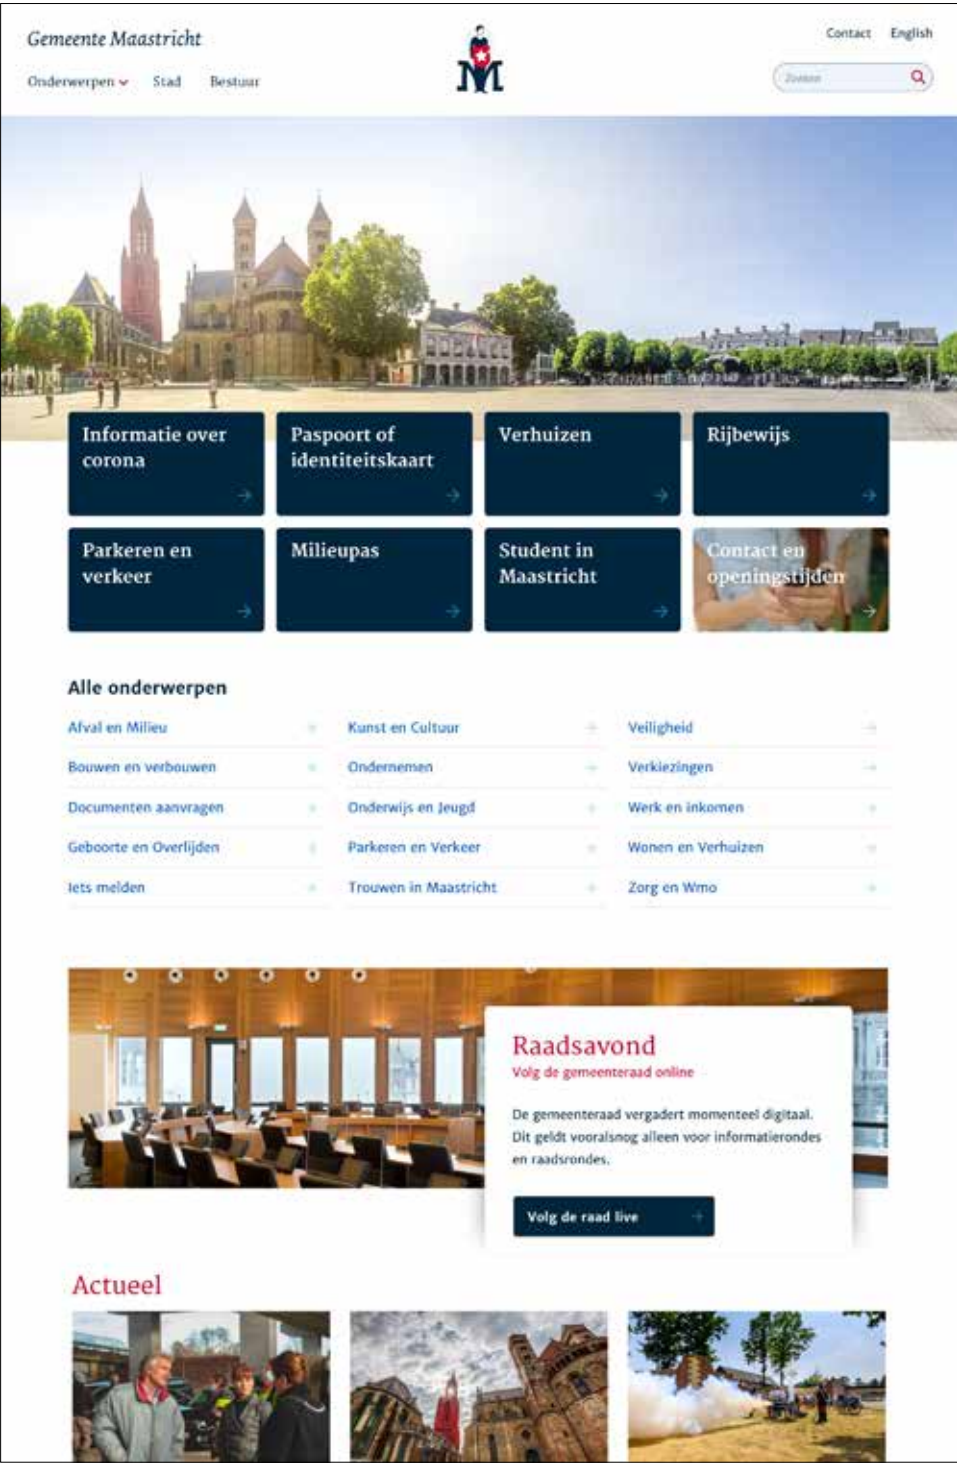 Gemeente Maastricht
Contact English
Onderwerpen Stad Bestuur
Zoeken
M
Informatie over
corona
Paspoort of
identiteitskaart
Verhuizen
Rijbewijs
Parkeren en
verkeer
Milieupas
Student in
Maastricht
Contact en
openingstijden
Alle onderwerpen
Afval en Milieu
Kunst en Cultuur
Veiligheid
Bouwen en verbouwen
Ondernemen
Verkiezingen
Documenten aanvragen
Onderwijs en Jeugd
Werk en inkomen
Geboorte en Overlijden
Parkeren en Verkeer
Wonen en Verhuizen
Iets melden
Trouwen in Maastricht
Zorg en Wmo
Raadsavond
Volg de gemeenteraad online
De gemeenteraad vergadert momenteel digitaal.
Dit geldt vooralsnog alleen voor informatierondes
en raadsrondes.
Volg de raad live
Actueel